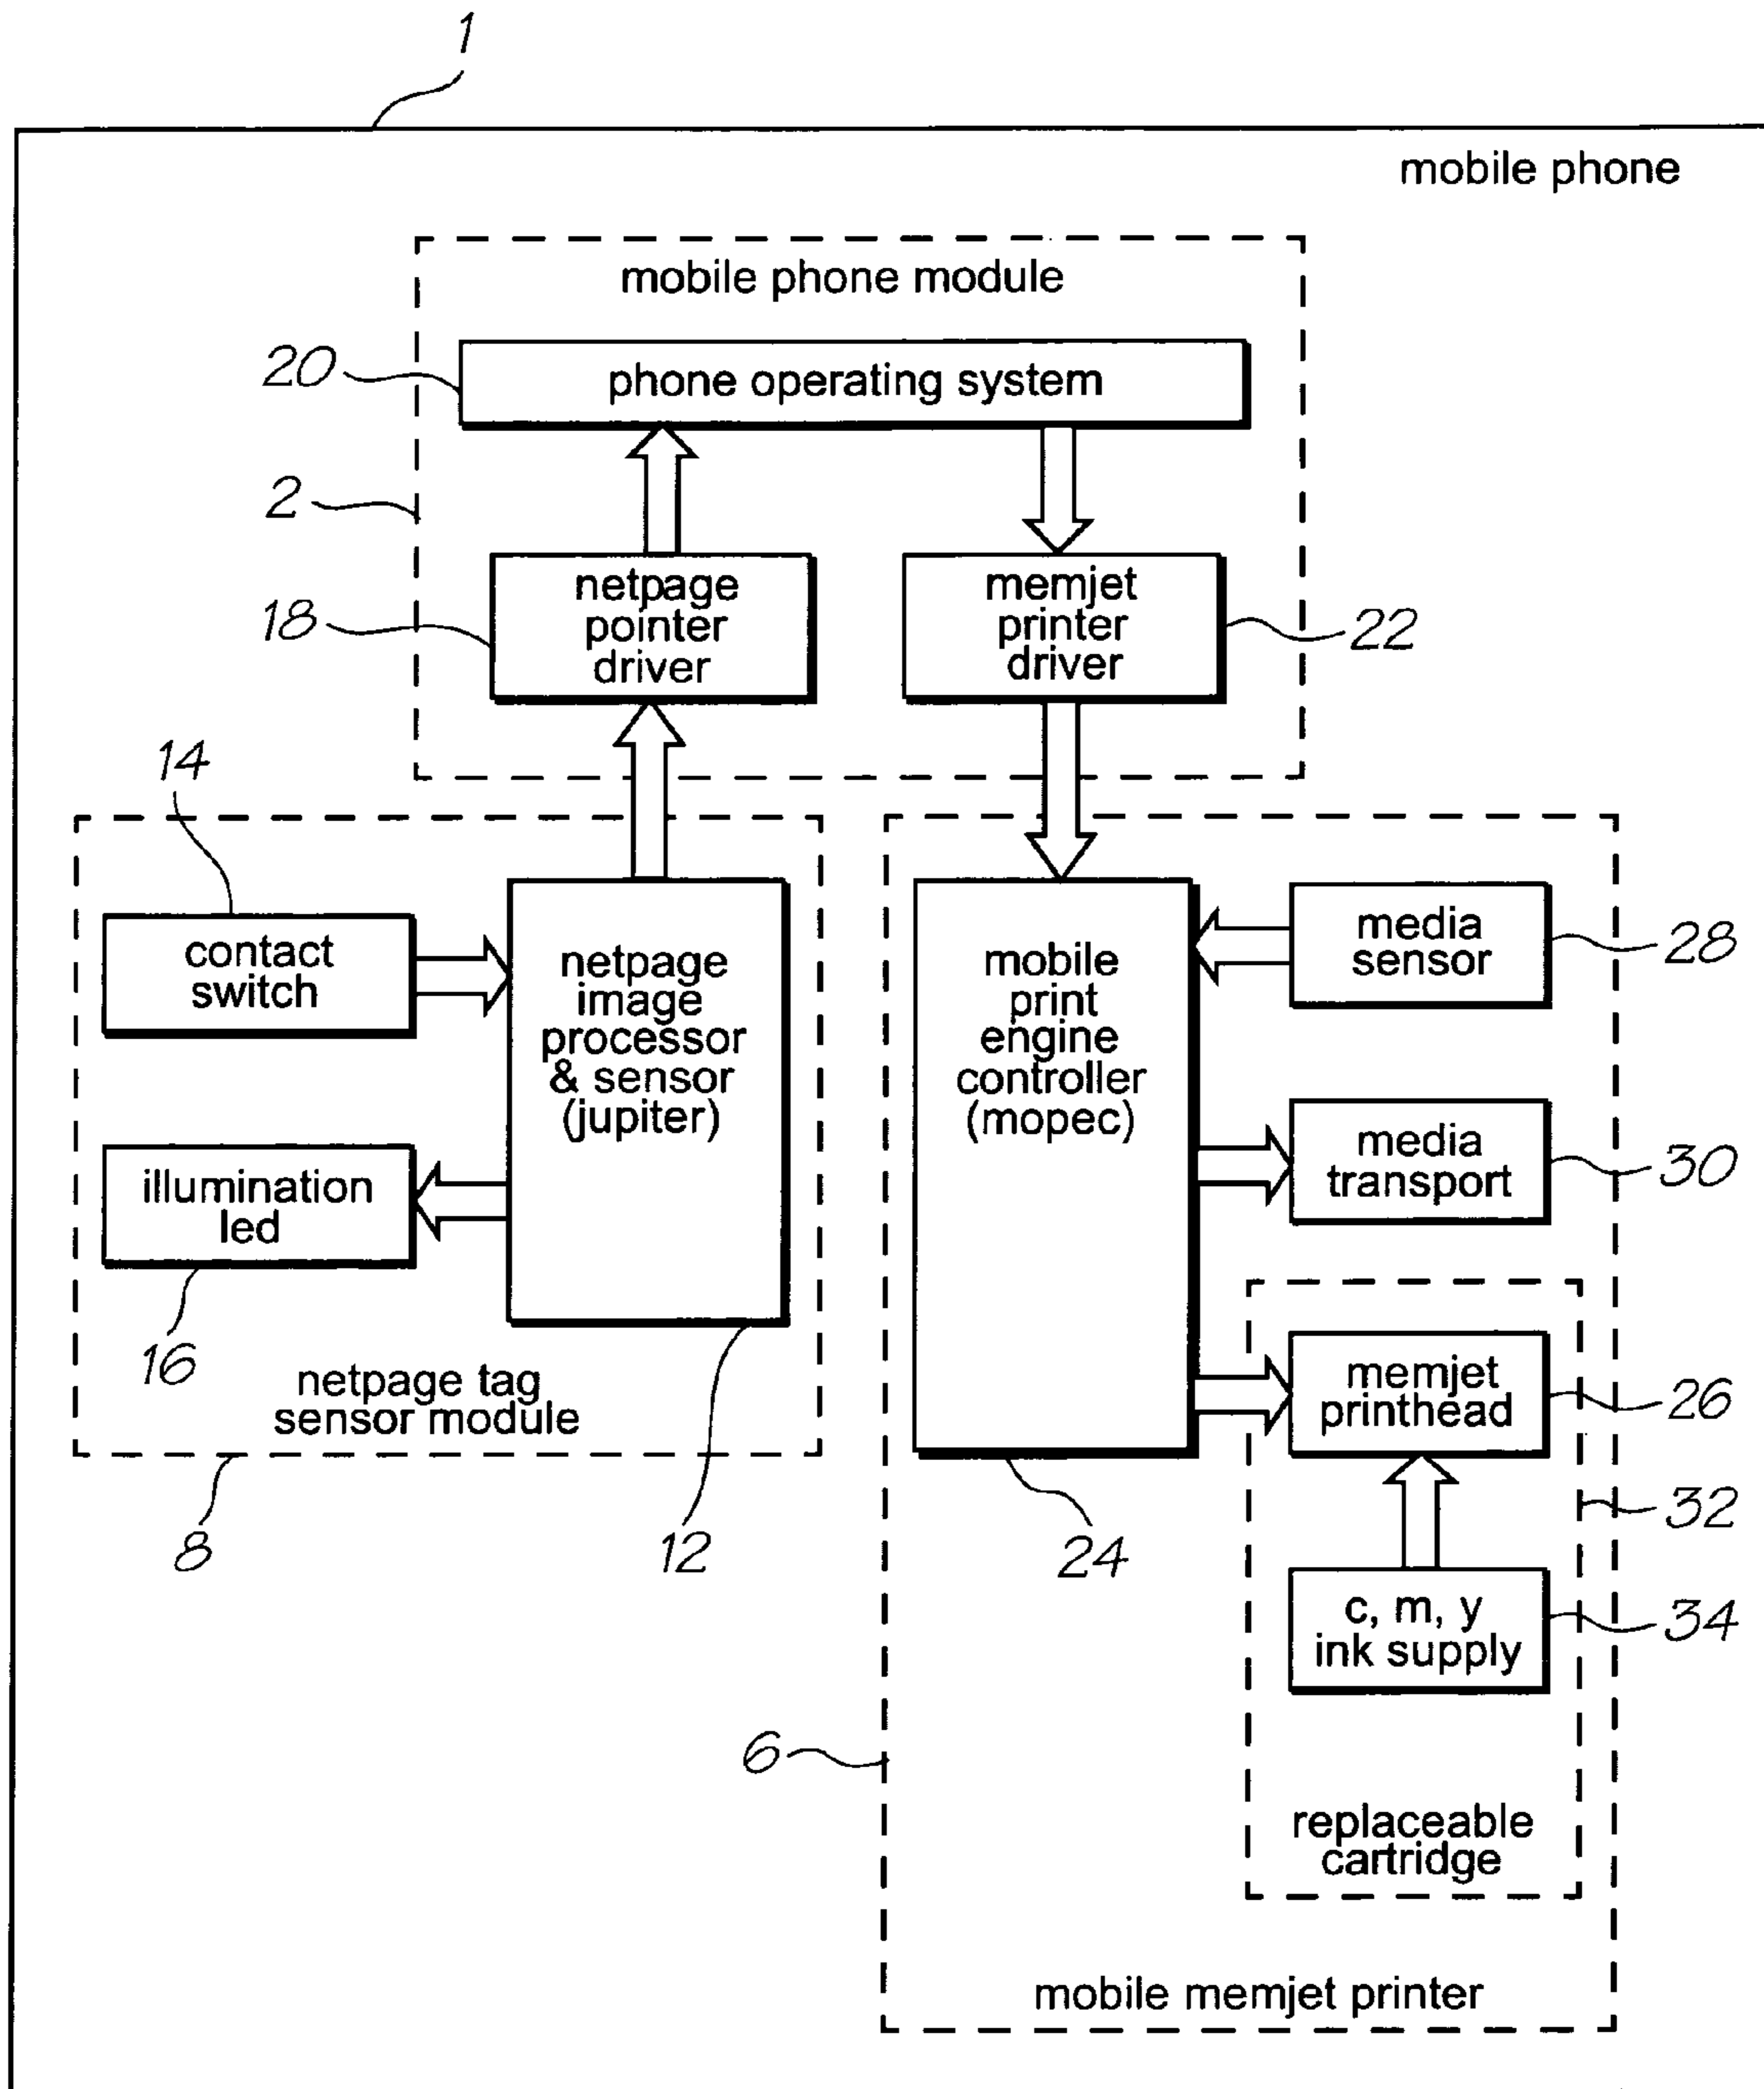 1
mobile phone
mobile phone module
20
phone operating system
2
netpage
pointer
driver
18
memjet
printer
driver
22
14
contact
switch
netpage
image
processor
& sensor
(jupiter)
illumination
led
16
netpage tag
sensor module
8
12
mobile
print
engine
controller
(mopec)
media
sensor
28
media
transport
30
memjet
printhead
26
32
24
c, m, y
ink supply
34
6
replaceable
cartridge
mobile memjet printer